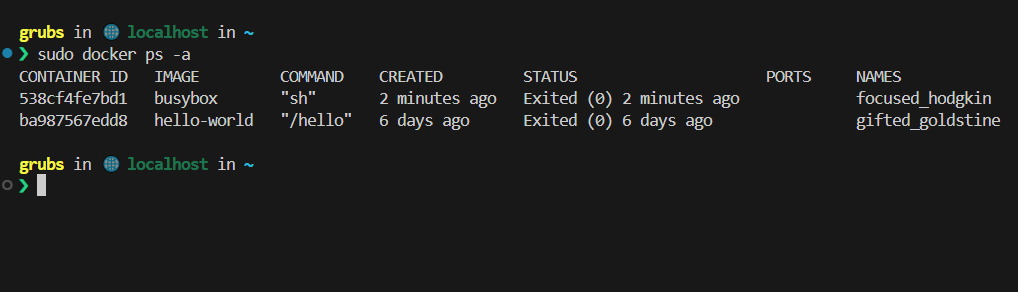 grubs in 🌐 localhost in ~
❯ sudo docker ps -a
CONTAINER ID   IMAGE         COMMAND    CREATED         STATUS                     PORTS     NAMES
538cf4fe7bd1   busybox       "sh"       2 minutes ago   Exited (0) 2 minutes ago             focused_hodgkin
ba987567edd8   hello-world   "/hello"   6 days ago      Exited (0) 6 days ago                gifted_goldstine
grubs in 🌐 localhost in ~
❯